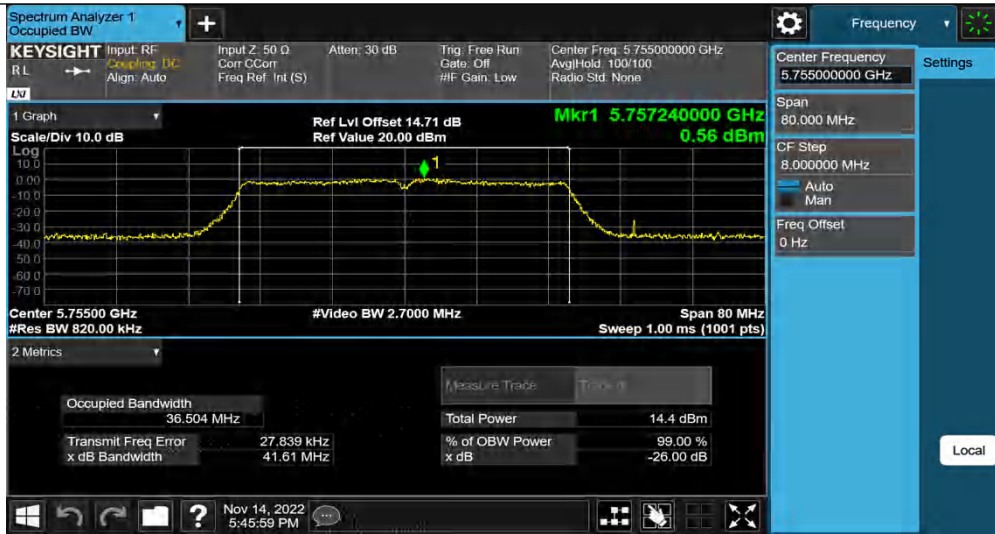 Spectrum Analyzer 1
Occupied BW
Frequency
KEYSIGHT
Input: RF
Coupling: DC
Align: Auto
Input Z: 50 Ω
Corr CCorr
Freq Ref: Int (S)
Atten: 30 dB
Trig: Free Run
Gate: Off
#IF Gain: Low
Center Freq: 5.755000000 GHz
Avg|Hold: 100/100
Radio Std: None
RL
LXI
Center Frequency
5.755000000 GHz
Settings
Span
80.000 MHz
CF Step
8.000000 MHz
Auto
Man
Freq Offset
0 Hz
1 Graph
Scale/Div 10.0 dB
Ref Lvl Offset 14.71 dB
Ref Value 20.00 dBm
Mkr1 5.757240000 GHz
0.56 dBm
Log
10.0
0.00
-10.0
-20.0
-30.0
-40.0
-50.0
-60.0
-70.0
1
Center 5.75500 GHz
#Res BW 820.00 kHz
#Video BW 2.7000 MHz
Span 80 MHz
Sweep 1.00 ms (1001 pts)
2 Metrics
Measure Trace
Occupied Bandwidth
36.504 MHz
Transmit Freq Error 27.839 kHz
x dB Bandwidth 41.61 MHz
Total Power 14.4 dBm
% of OBW Power 99.00 %
x dB -26.00 dB
Local
?
Nov 14, 2022
5:45:59 PM